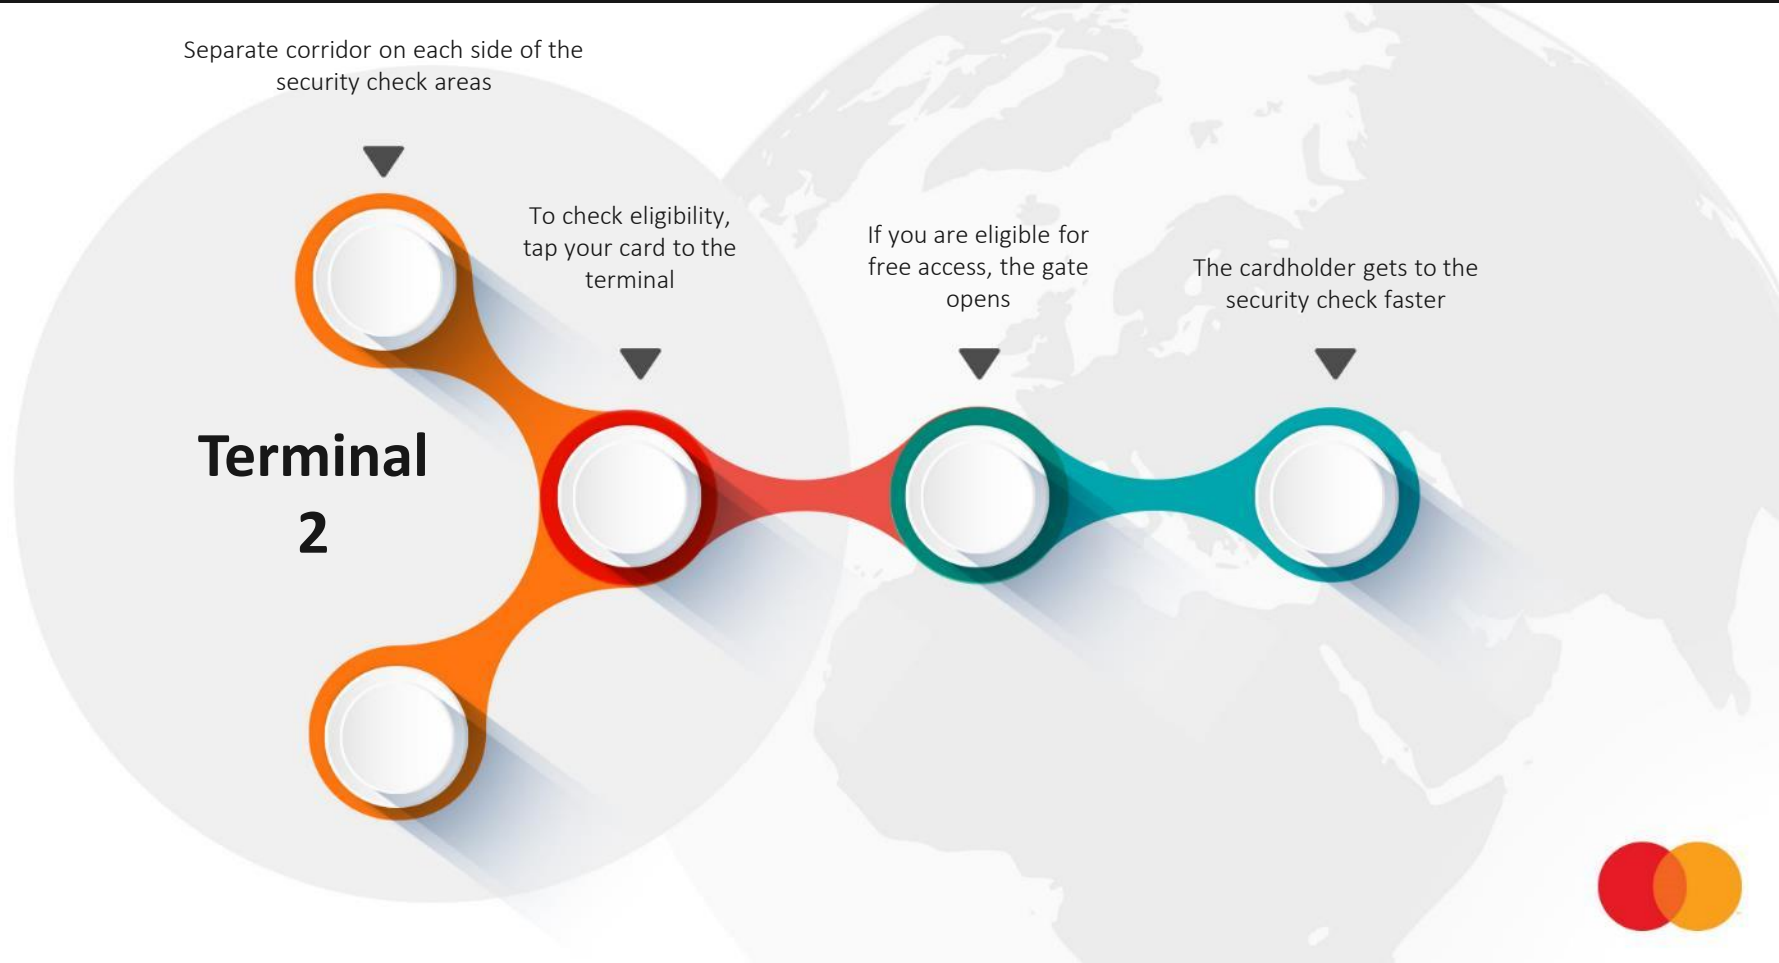 Separate corridor on each side of the
security check areas
To check eligibility,
tap your card to the
terminal
If you are eligible for
free access, the gate
opens
The cardholder gets to the
security check faster
Terminal
2